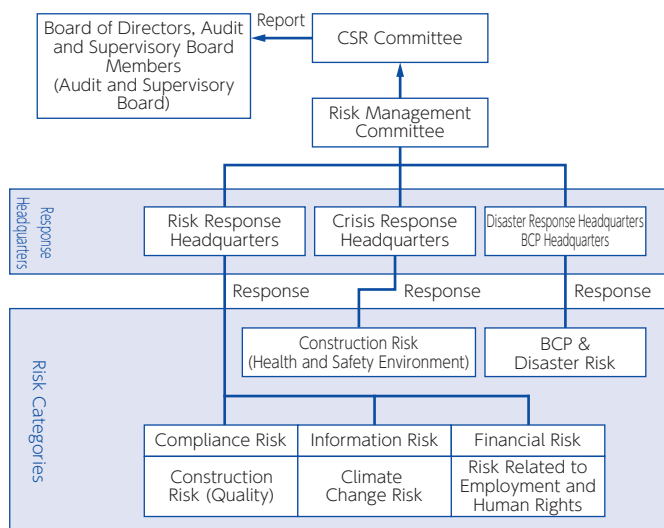 Board of Directors, Audit
and Supervisory Board
Members
(Audit and Supervisory
Board)
Report
CSR Committee
Risk Management
Committee
Response
Headquarters
Risk Response
Headquarters
Crisis Response
Headquarters
Disaster Response Headquarters
BCP Headquarters
Response
Response
Response
Risk Categories
Construction Risk
(Health and Safety Environment)
BCP &
Disaster Risk
Compliance Risk
Information Risk
Financial Risk
Construction
Risk (Quality)
Climate
Change Risk
Risk Related to
Employment and
Human Rights